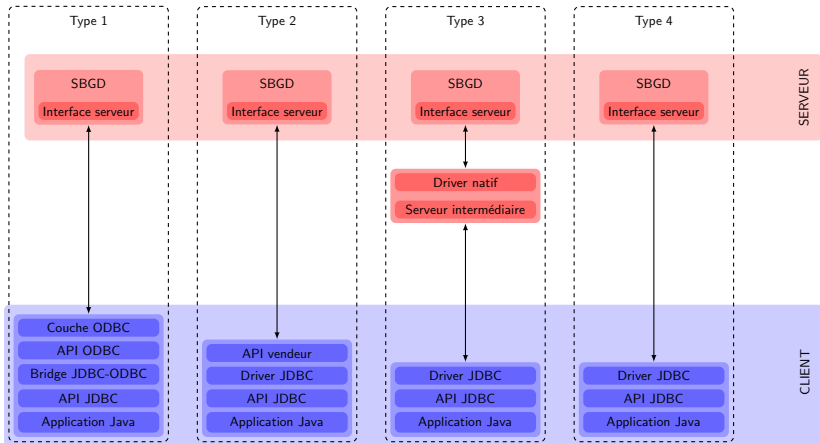 Type 1
Type 2
Type 3
Type 4
SERVEUR
SBGD
Interface serveur
SBGD
Interface serveur
SBGD
Interface serveur
SBGD
Interface serveur
Driver natif
Serveur intermédiaire
CLIENT
Couche ODBC
API ODBC
Bridge JDBC-ODBC
API JDBC
Application Java
API vendeur
Driver JDBC
API JDBC
Application Java
Driver JDBC
API JDBC
Application Java
Driver JDBC
API JDBC
Application Java